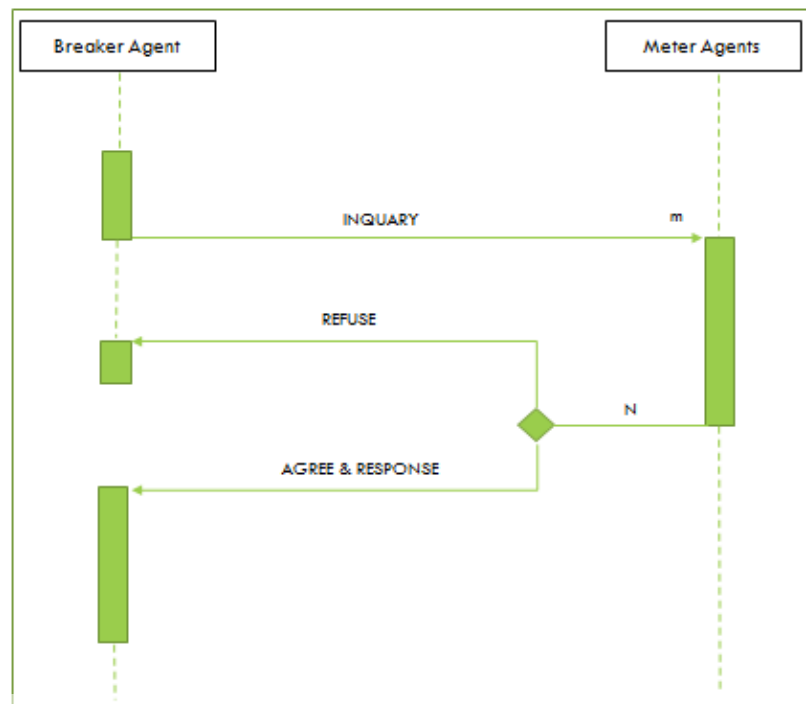 Breaker Agent
Meter Agents
INQUARY
m
REFUSE
N
AGREE & RESPONSE